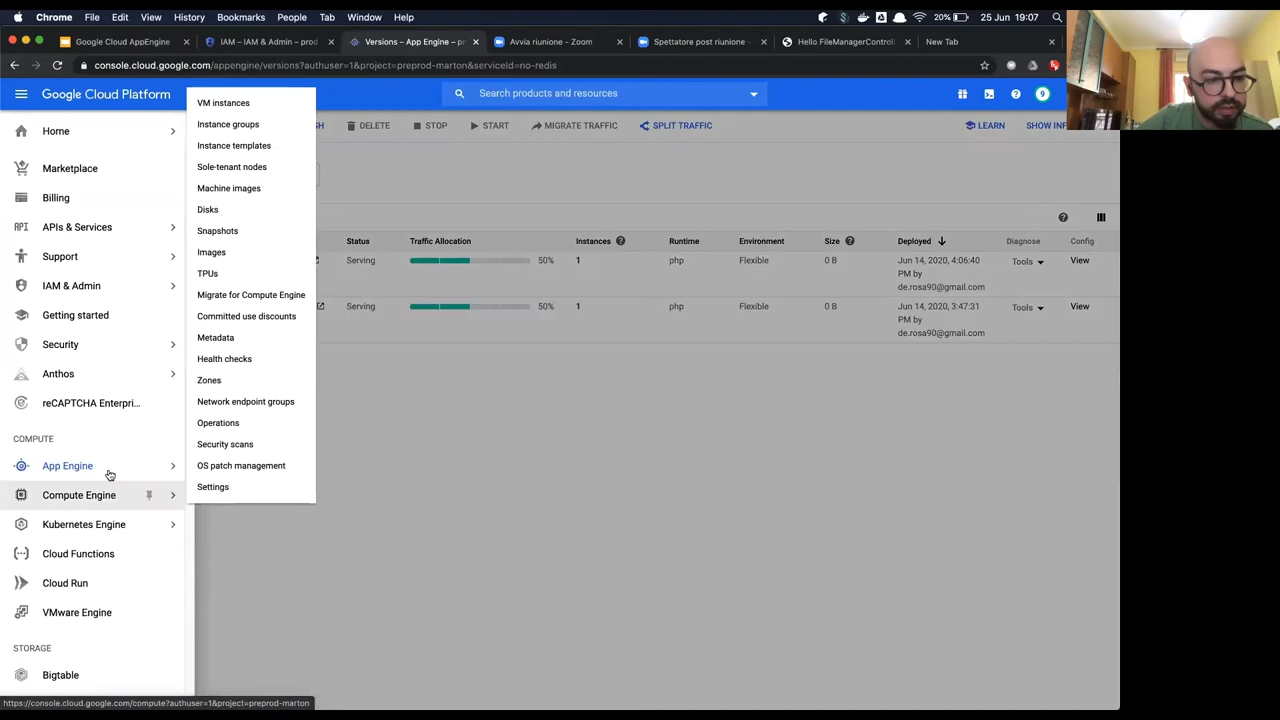 Chrome File Edit View History Bookmarks People Tab Window Help 20% 25 Jun 19:07
Google Cloud AppEngine
IAM – IAM & Admin – prod
Versions – App Engine – pr
Avvia riunione - Zoom
Spettatore post riunione -
Hello FileManagerControl
New Tab
console.cloud.google.com/appengine/versions?authuser=1&project=preprod-marton&serviceId=no-redis
Google Cloud Platform
Search products and resources
9
DELETE
STOP
START
MIGRATE TRAFFIC
SPLIT TRAFFIC
LEARN
SHOW INF
Home
Marketplace
Billing
API APIs & Services
Support
IAM & Admin
Getting started
Security
Anthos
reCAPTCHA Enterpri...
COMPUTE
App Engine
Compute Engine
Kubernetes Engine
Cloud Functions
Cloud Run
VMware Engine
STORAGE
Bigtable
VM instances
Instance groups
Instance templates
Sole-tenant nodes
Machine images
Disks
Snapshots
Images
TPUs
Migrate for Compute Engine
Committed use discounts
Metadata
Health checks
Zones
Network endpoint groups
Operations
Security scans
OS patch management
Settings
Status Traffic Allocation Instances Runtime Environment Size Deployed Diagnose Config
Serving 50% 1 php Flexible 0 B Jun 14, 2020, 4:06:40 Tools View
PM by
de.rosa90@gmail.com
Serving 50% 1 php Flexible 0 B Jun 14, 2020, 3:47:31 Tools View
PM by
de.rosa90@gmail.com
https://console.cloud.google.com/compute?authuser=1&project=preprod-marton